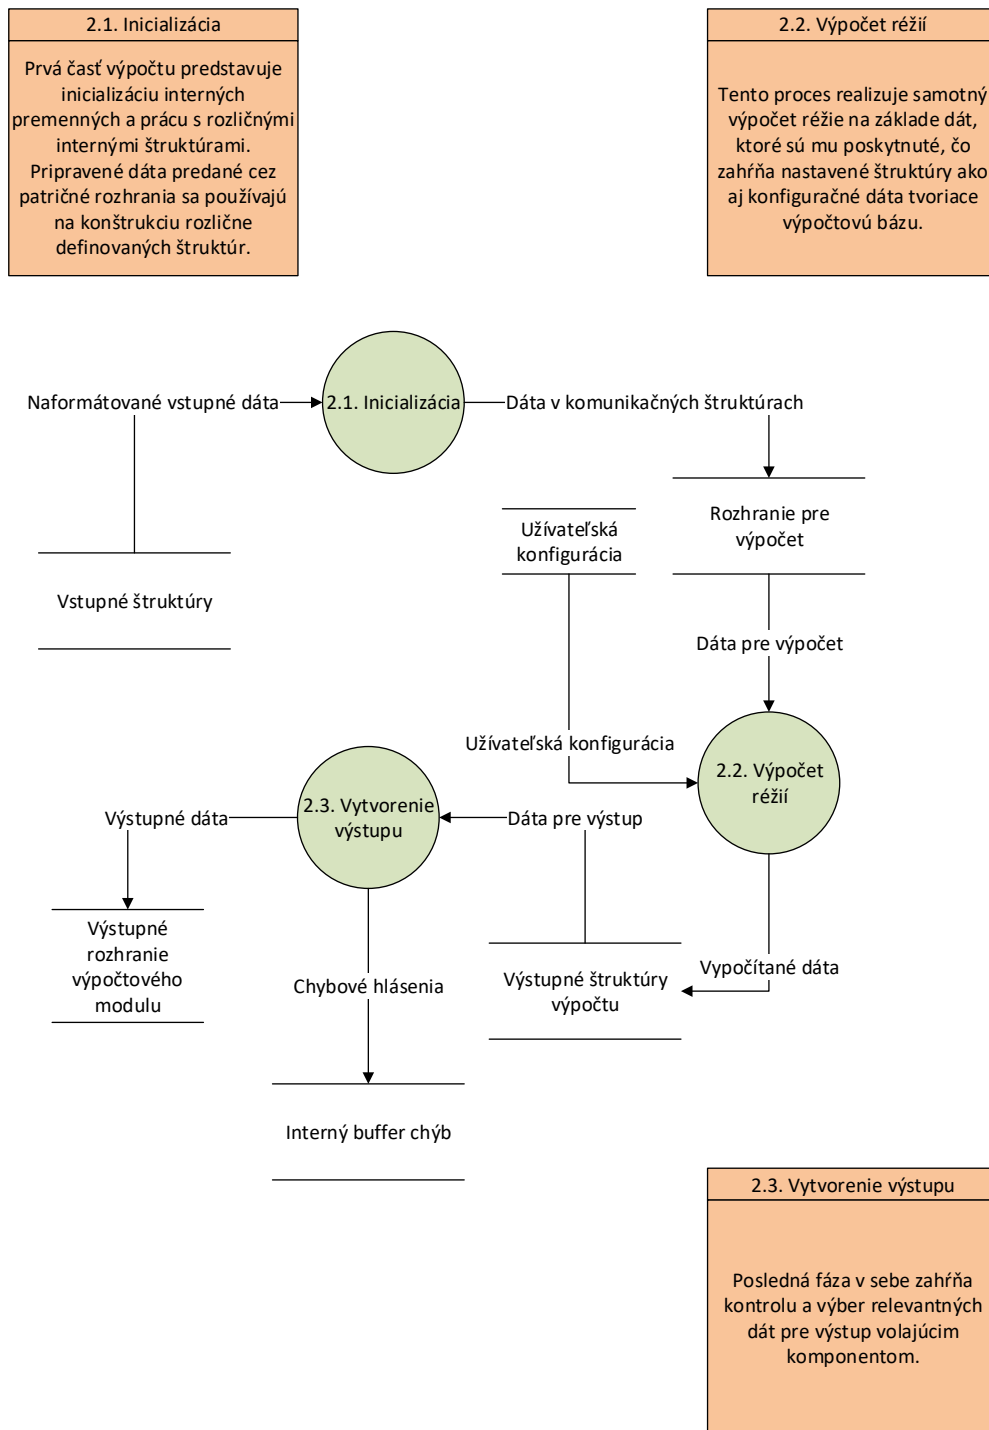 2.1. Inicializácia
Prvá časť výpočtu predstavuje
inicializáciu interných
premenných a prácu s rozličnými
internými štruktúrami.
Pripravené dáta predané cez
patričné rozhrania sa používajú
na konštrukciu rozlične
definovaných štruktúr.
2.2. Výpočet réžií
Tento proces realizuje samotný
výpočet réžie na základe dát,
ktoré sú mu poskytnuté, čo
zahŕňa nastavené štruktúry ako
aj konfiguračné dáta tvoriace
výpočtovú bázu.
Naformátované vstupné dáta
2.1. Inicializácia
Dáta v komunikačných štruktúrach
Užívateľská
konfigurácia
Rozhranie pre
výpočet
Vstupné štruktúry
Dáta pre výpočet
Užívateľská konfigurácia
2.2. Výpočet
réžií
2.3. Vytvorenie
výstupu
Výstupné dáta
Dáta pre výstup
Výstupné
rozhranie
výpočtového
modulu
Chybové hlásenia
Výstupné štruktúry
výpočtu
Vypočítané dáta
Interný buffer chýb
2.3. Vytvorenie výstupu
Posledná fáza v sebe zahŕňa
kontrolu a výber relevantných
dát pre výstup volajúcim
komponentom.